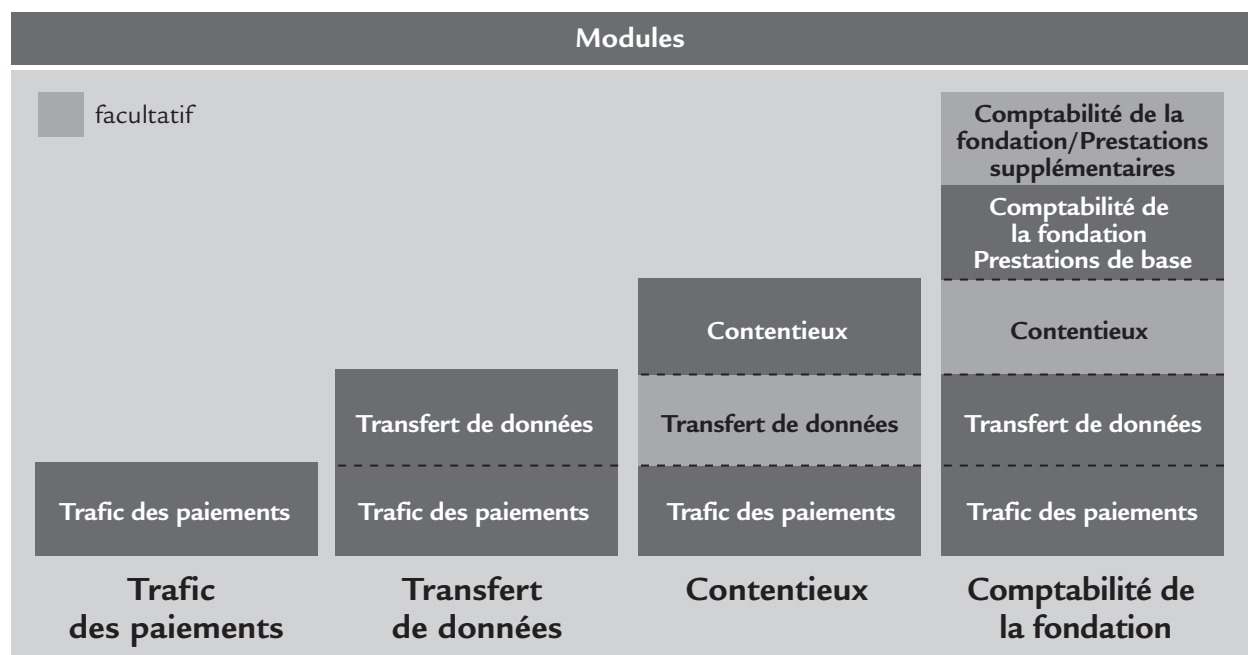 Modules
facultatif
Comptabilité de la
fondation/Prestations
supplémentaires
Comptabilité de
la fondation
Prestations de base
Contentieux
Contentieux
Transfert de données
Transfert de données
Transfert de données
Trafic des paiements
Trafic des paiements
Trafic des paiements
Trafic des paiements
Trafic
des paiements
Transfert
de données
Contentieux
Comptabilité de
la fondation